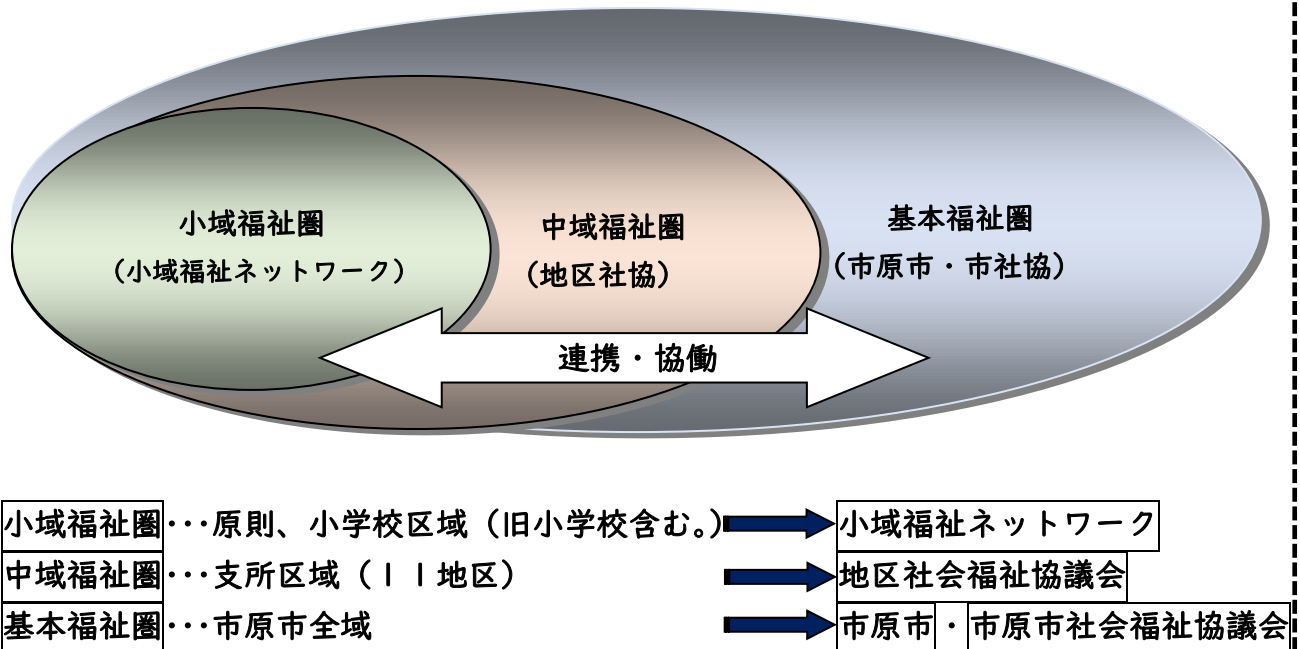 小域福祉圏
（小域福祉ネットワーク）
中域福祉圏
（地区社協）
基本福祉圏
（市原市・市社協）
連携・協働
小域福祉圏･･･原則、小学校区域（旧小学校含む。） 小域福祉ネットワーク
中域福祉圏･･･支所区域（１１地区） 地区社会福祉協議会
基本福祉圏･･･市原市全域 市原市・市原市社会福祉協議会